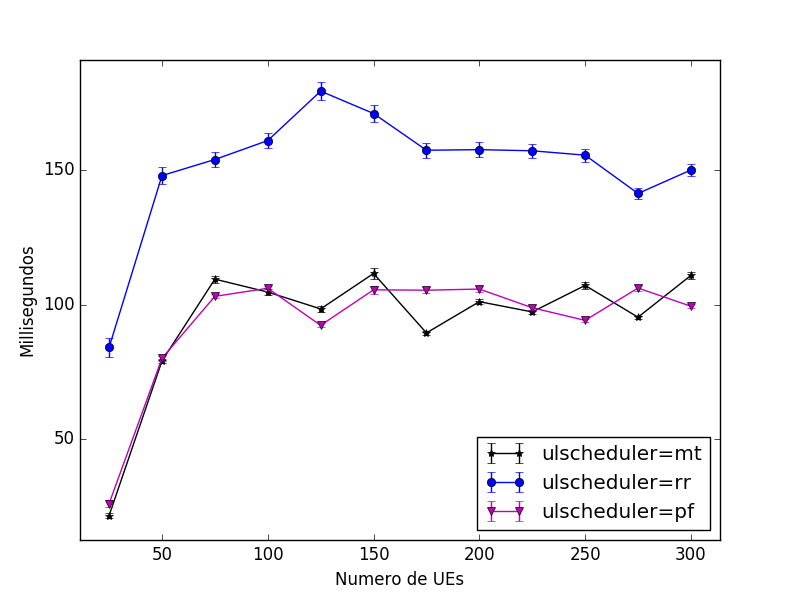 150
100
50
Millisegundos
50 100 150 200 250 300
Numero de UEs
ulscheduler=mt
ulscheduler=rr
ulscheduler=pf